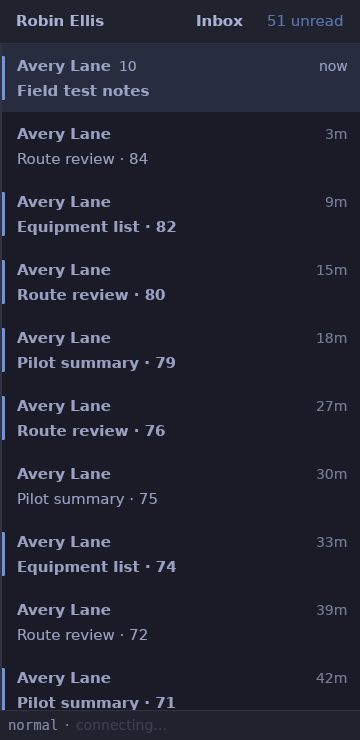 Robin Ellis Inbox 51 unread
Avery Lane 10 now
Field test notes
Avery Lane 3m
Route review · 84
Avery Lane 9m
Equipment list · 82
Avery Lane 15m
Route review · 80
Avery Lane 18m
Pilot summary · 79
Avery Lane 27m
Route review · 76
Avery Lane 30m
Pilot summary · 75
Avery Lane 33m
Equipment list · 74
Avery Lane 39m
Route review · 72
Avery Lane 42m
Pilot summary · 71
normal · connecting...